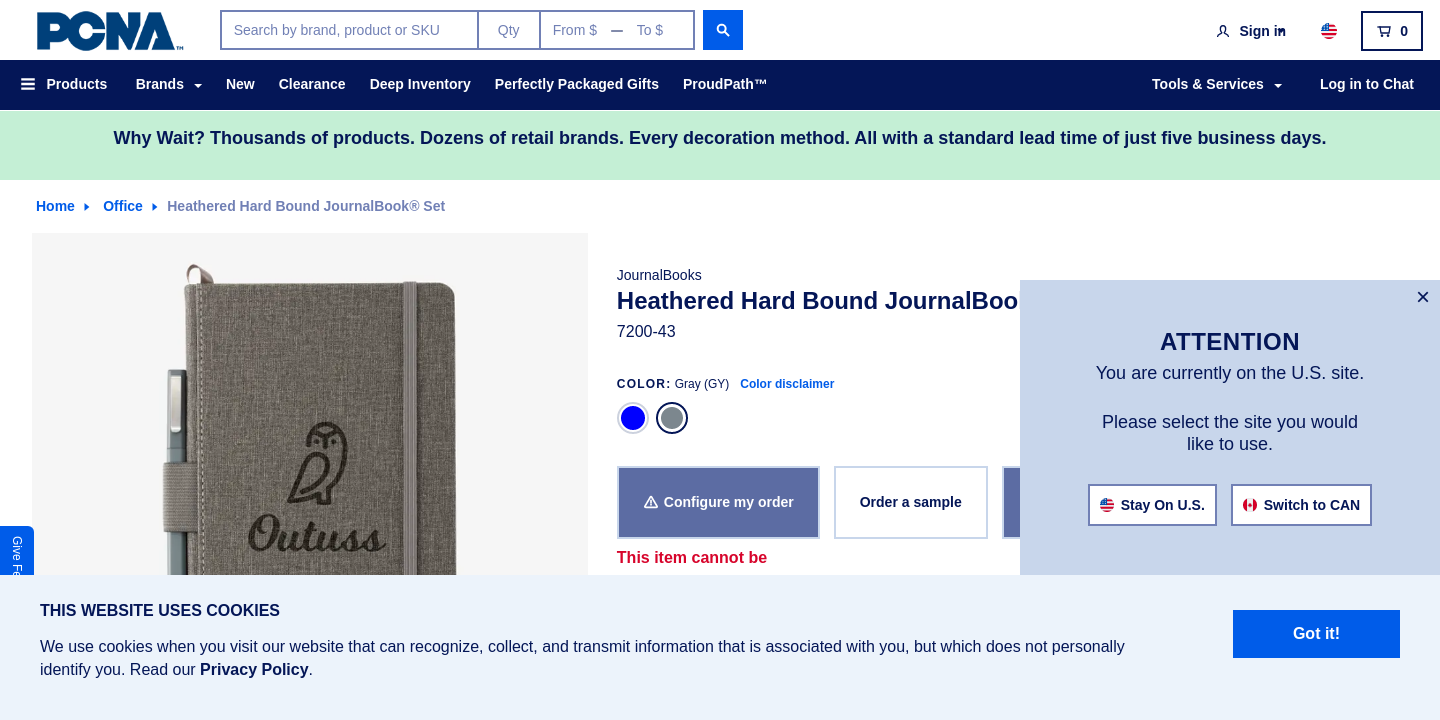 PCNA™
Search by brand, product or SKU
Qty
From $ — To $
Sign in
0
Products
Brands
New
Clearance
Deep Inventory
Perfectly Packaged Gifts
ProudPath™
Tools & Services
Log in to Chat
Why Wait? Thousands of products. Dozens of retail brands. Every decoration method. All with a standard lead time of just five business days.
Home
Office
Heathered Hard Bound JournalBook® Set
Outuss
JournalBooks
Heathered Hard Bound JournalBoo
7200-43
COLOR: Gray (GY) Color disclaimer
Configure my order
Order a sample
This item cannot be
×
ATTENTION
You are currently on the U.S. site.
Please select the site you would
like to use.
Stay On U.S.
Switch to CAN
Give Fe
THIS WEBSITE USES COOKIES
We use cookies when you visit our website that can recognize, collect, and transmit information that is associated with you, but which does not personally
identify you. Read our Privacy Policy.
Got it!